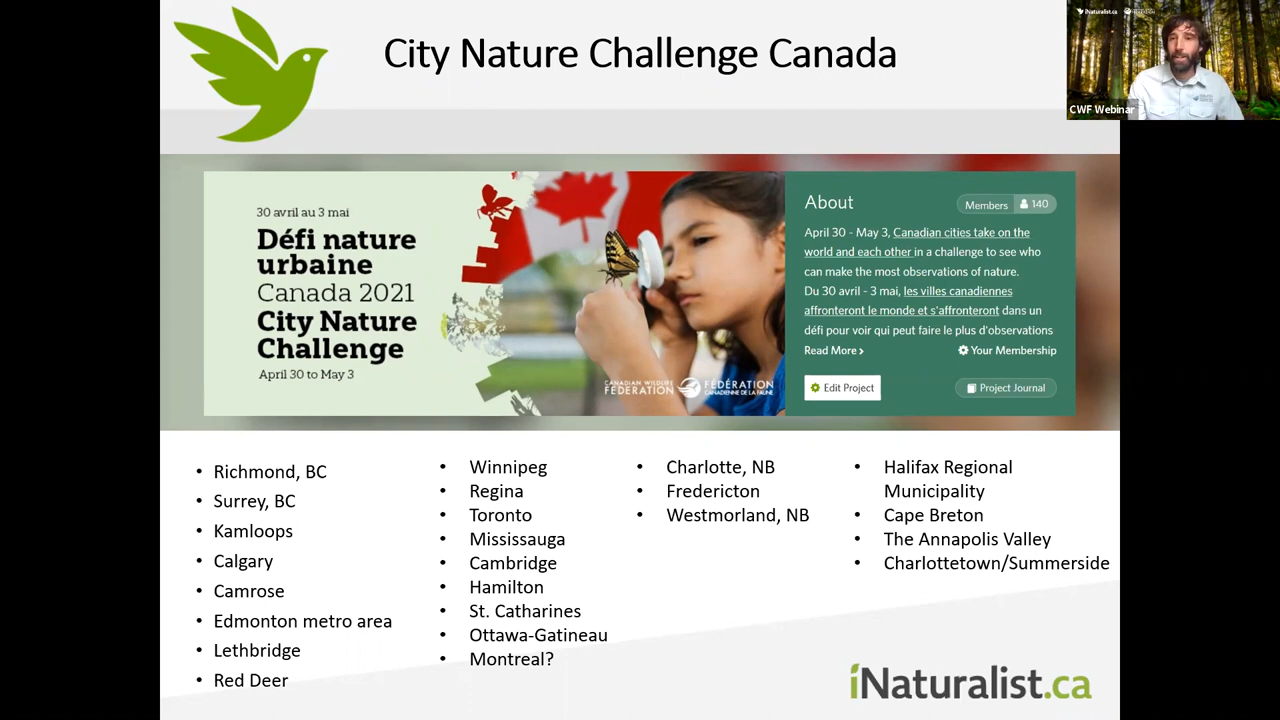 City Nature Challenge Canada
iNaturalist.ca
CWF Webinar
30 avril au 3 mai
Défi nature
urbaine
Canada 2021
City Nature
Challenge
April 30 to May 3
CANADIAN WILDLIFE
FEDERATION
FÉDÉRATION
CANADIENNE DE LA FAUNE
About
Members 140
April 30 - May 3, Canadian cities take on the
world and each other in a challenge to see who
can make the most observations of nature.
Du 30 avril - 3 mai, les villes canadiennes
affronteront le monde et s'affronteront dans un
défi pour voir qui peut faire le plus d'observations
Read More >
Your Membership
Edit Project
Project Journal
• Richmond, BC
• Surrey, BC
• Kamloops
• Calgary
• Camrose
• Edmonton metro area
• Lethbridge
• Red Deer
• Winnipeg
• Regina
• Toronto
• Mississauga
• Cambridge
• Hamilton
• St. Catharines
• Ottawa-Gatineau
• Montreal?
• Charlotte, NB
• Fredericton
• Westmorland, NB
• Halifax Regional
Municipality
• Cape Breton
• The Annapolis Valley
• Charlottetown/Summerside
iNaturalist.ca